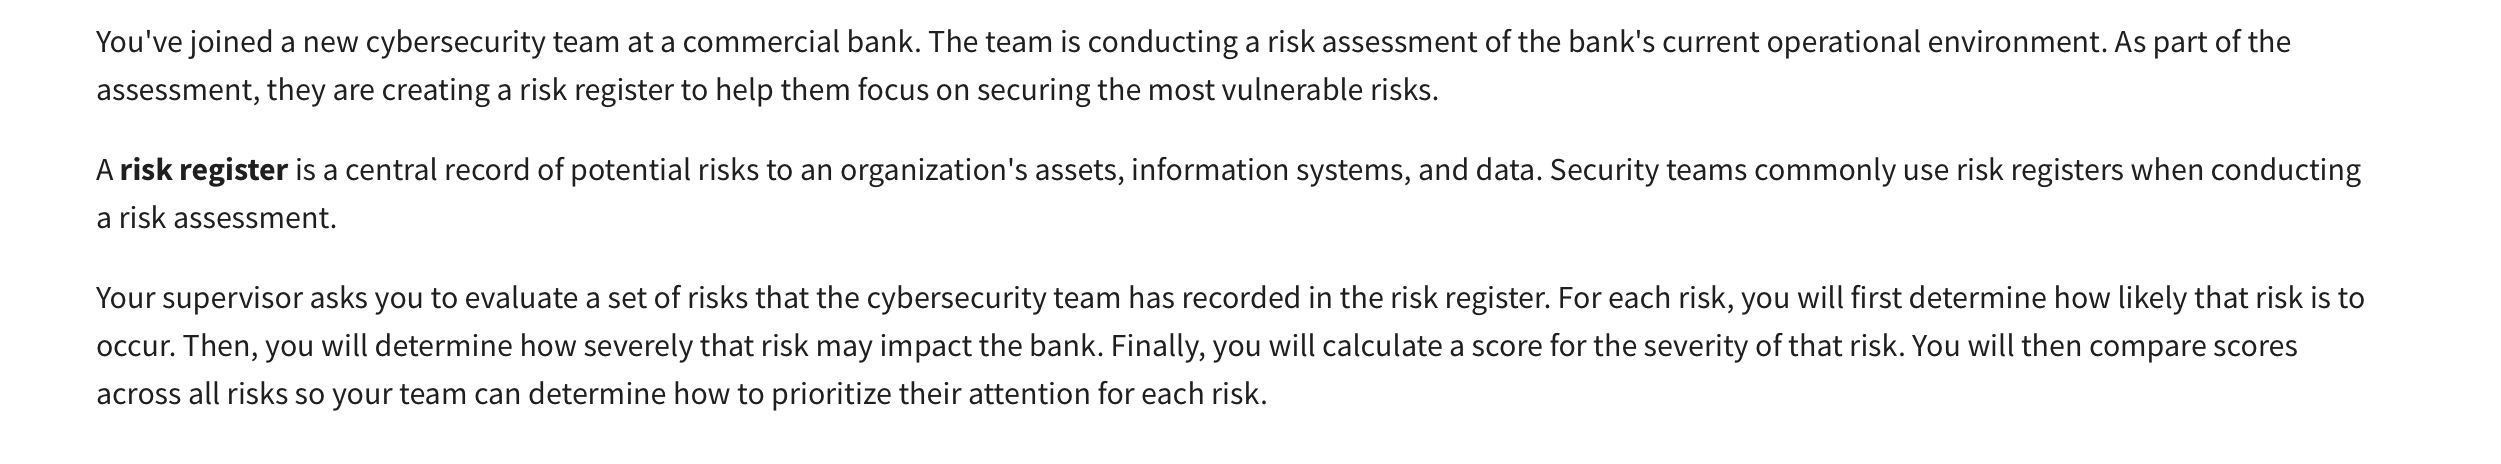 You've joined a new cybersecurity team at a commercial bank. The team is conducting a risk assessment of the bank's current operational environment. As part of the
assessment, they are creating a risk register to help them focus on securing the most vulnerable risks.
A risk register is a central record of potential risks to an organization's assets, information systems, and data. Security teams commonly use risk registers when conducting
a risk assessment.
Your supervisor asks you to evaluate a set of risks that the cybersecurity team has recorded in the risk register. For each risk, you will first determine how likely that risk is to
occur. Then, you will determine how severely that risk may impact the bank. Finally, you will calculate a score for the severity of that risk. You will then compare scores
across all risks so your team can determine how to prioritize their attention for each risk.